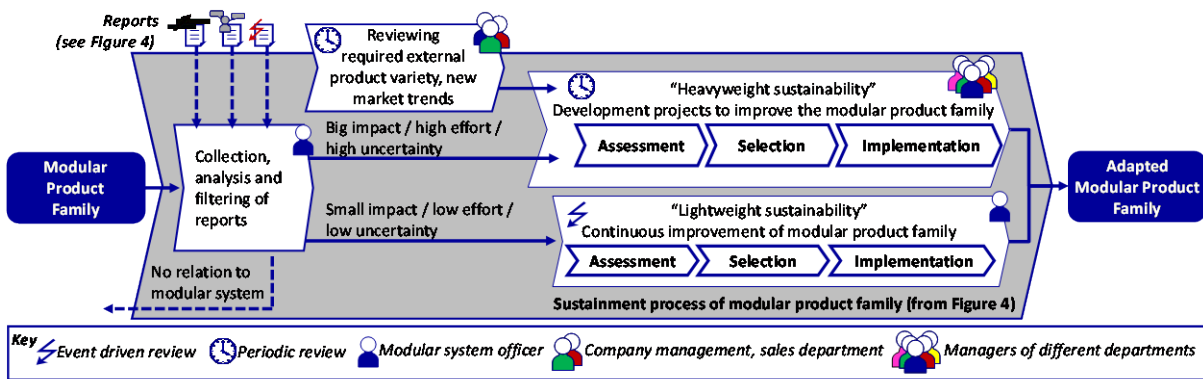 Reports
(see Figure 4)
Reviewing
required external
product variety, new
market trends
"Heavyweight sustainability"
Development projects to improve the modular product family
Assessment
Selection
Implementation
Big impact / high effort /
high uncertainty
Modular
Product
Family
Collection,
analysis and
filtering of
reports
Adapted
Modular Product
Family
Small impact / low effort /
low uncertainty
"Lightweight sustainability"
Continuous improvement of modular product family
Assessment
Selection
Implementation
No relation to
modular system
Sustainment process of modular product family (from Figure 4)
Key
Event driven review
Periodic review
Modular system officer
Company management, sales department
Managers of different departments